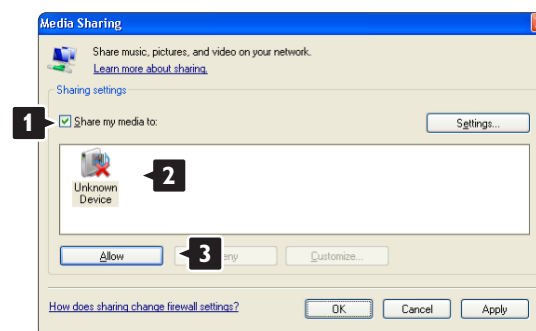 Media Sharing
Share music, pictures, and video on your network.
Learn more about sharing.
Sharing settings
1
Share my media to:
Settings...
2
Unknown
Device
Allow
3
Customize...
How does sharing change firewall settings?
OK
Cancel
Apply